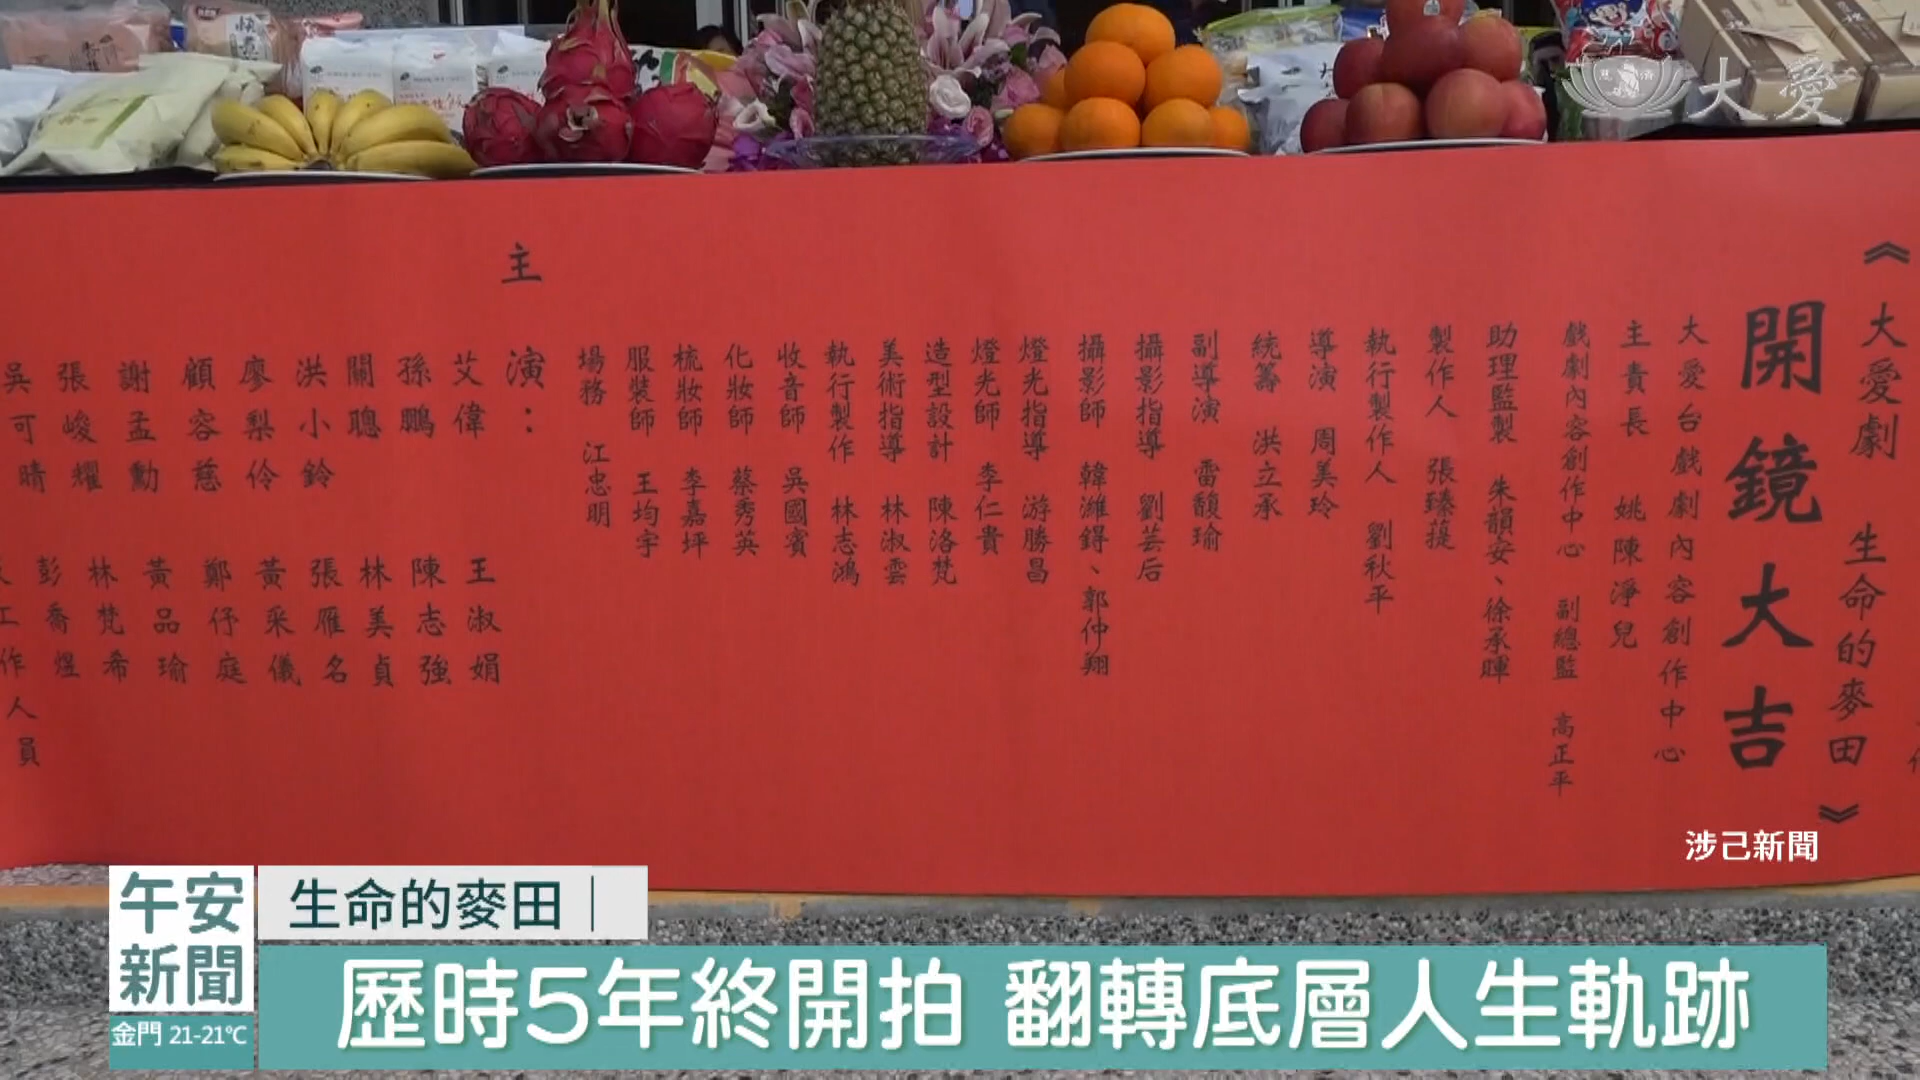 大愛
《大愛劇 生命的麥田》
開鏡大吉
大愛台戲劇內容創作中心
主責長 姚陳淨兒
戲劇內容創作中心 副總監 高正平
助理監製 朱韻安、徐承暉
製作人 張臻莨
執行製作人 劉秋平
導演 周美玲
統籌 洪立承
副導演 雷馥瑜
攝影指導 劉芸后
攝影師 韓濰鍀、郭仲翔
燈光指導 游勝昌
燈光師 李仁貴
造型設計 陳洛梵
美術指導 林淑雲
執行製作 林志鴻
收音師 吳國賓
化妝師 蔡秀英
梳妝師 李嘉坪
服裝師 王均宇
場務 江忠明
主演：
艾偉 王淑娟
孫鵬 陳志強
關聰 林美貞
洪小鈴 張雁名
廖梨伶 黃采儀
顧容慈 鄭伃庭
謝孟勳 黃品瑜
張峻耀 林梵希
吳可晴 彭喬煜
工作人員
涉己新聞
午安新聞
生命的麥田
歷時5年終開拍 翻轉底層人生軌跡
金門 21-21℃